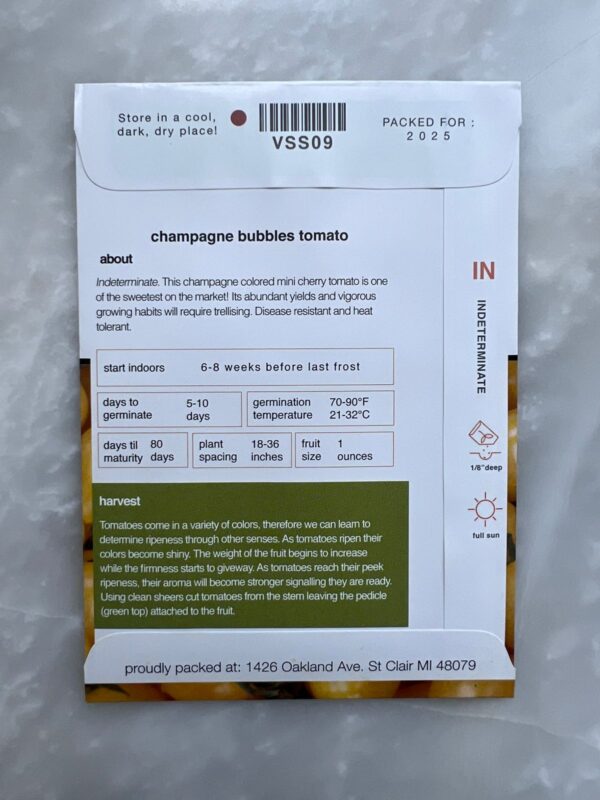 Store in a cool,
dark, dry place!
VSS09
PACKED FOR :
2025
champagne bubbles tomato
about
Indeterminate. This champagne colored mini cherry tomato is one
of the sweetest on the market! Its abundant yields and vigorous
growing habits will require trellising. Disease resistant and heat
tolerant.
start indoors 6-8 weeks before last frost
days to
germinate
5-10
days
germination
temperature
70-90°F
21-32°C
days til
maturity
80
days
plant
spacing
18-36
inches
fruit
size
1
ounces
harvest
Tomatoes come in a variety of colors, therefore we can learn to
determine ripeness through other senses. As tomatoes ripen their
colors become shiny. The weight of the fruit begins to increase
while the firmness starts to giveway. As tomatoes reach their peek
ripeness, their aroma will become stronger signalling they are ready.
Using clean sheers cut tomatoes from the stem leaving the pedicle
(green top) attached to the fruit.
IN
INDETERMINATE
1/8"deep
full sun
proudly packed at: 1426 Oakland Ave. St Clair MI 48079